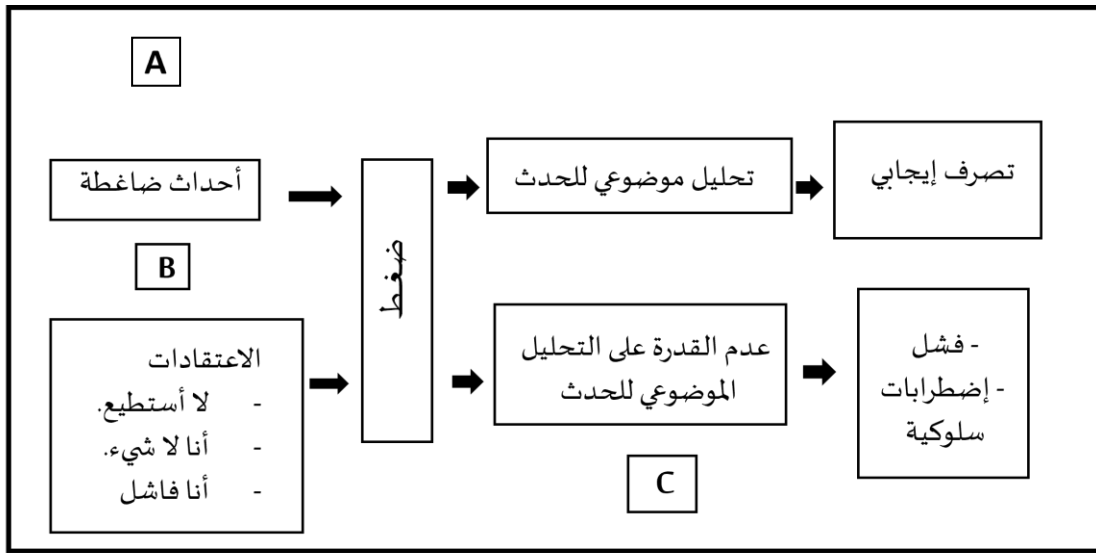 A
أحداث ضاغطة
تحليل موضوعي للحدث
تصرف إيجابي
ضغط
B
الاعتقادات
- لا أستطيع.
- أنا لا شيء.
- أنا فاشل
عدم القدرة على التحليل
الموضوعي للحدث
- فشل
- إضطرابات
سلوكية
C